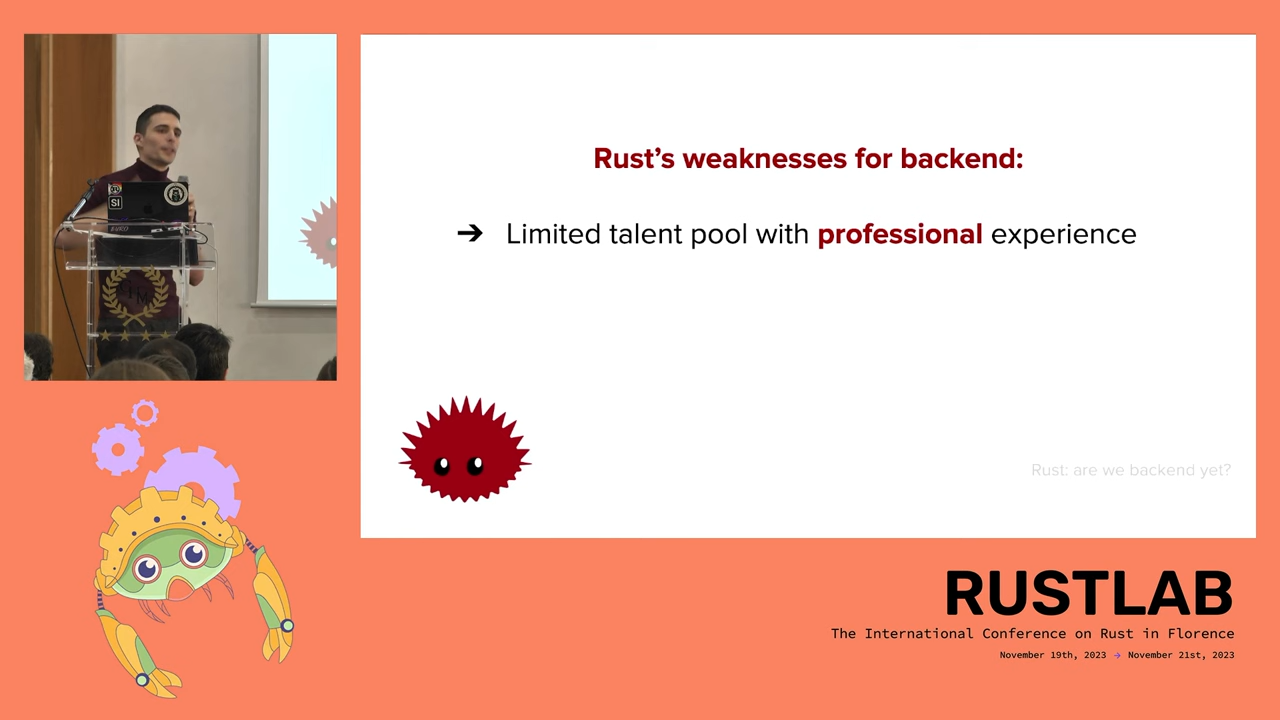 Rust’s weaknesses for backend:
➔ Limited talent pool with professional experience
Rust: are we backend yet?
SI
RUSTLAB
The International Conference on Rust in Florence
November 19th, 2023 → November 21st, 2023